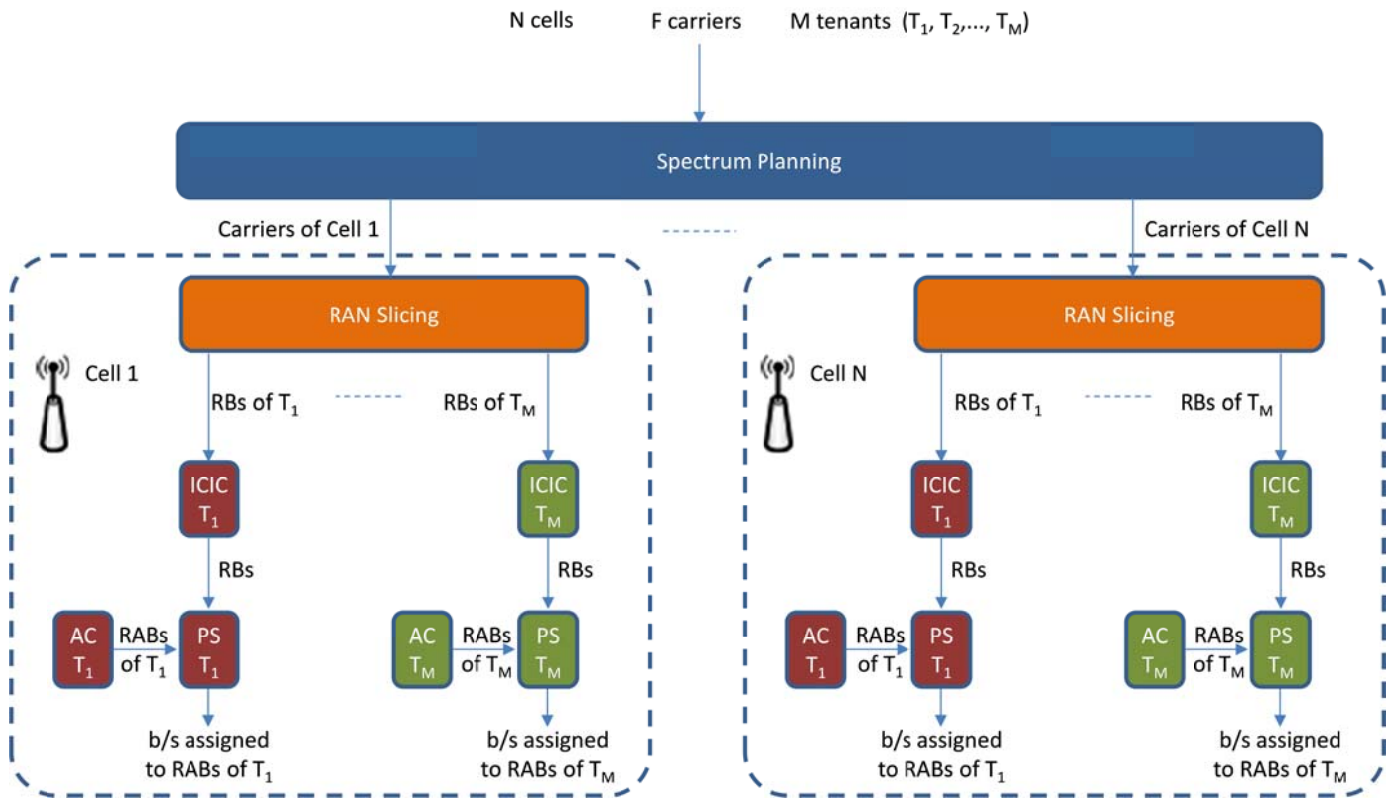 N cells F carriers M tenants (T1, T2,..., TM)
Spectrum Planning
Carriers of Cell 1
Carriers of Cell N
RAN Slicing
RAN Slicing
Cell 1
Cell N
RBs of T1
RBs of TM
RBs of T1
RBs of TM
ICIC
T1
ICIC
TM
ICIC
T1
ICIC
TM
RBs
RBs
RBs
RBs
AC
T1
RABs
of T1
PS
T1
AC
TM
RABs
of TM
PS
TM
AC
T1
RABs
of T1
PS
T1
AC
TM
RABs
of TM
PS
TM
b/s assigned
to RABs of T1
b/s assigned
to RABs of TM
b/s assigned
to RABs of T1
b/s assigned
to RABs of TM